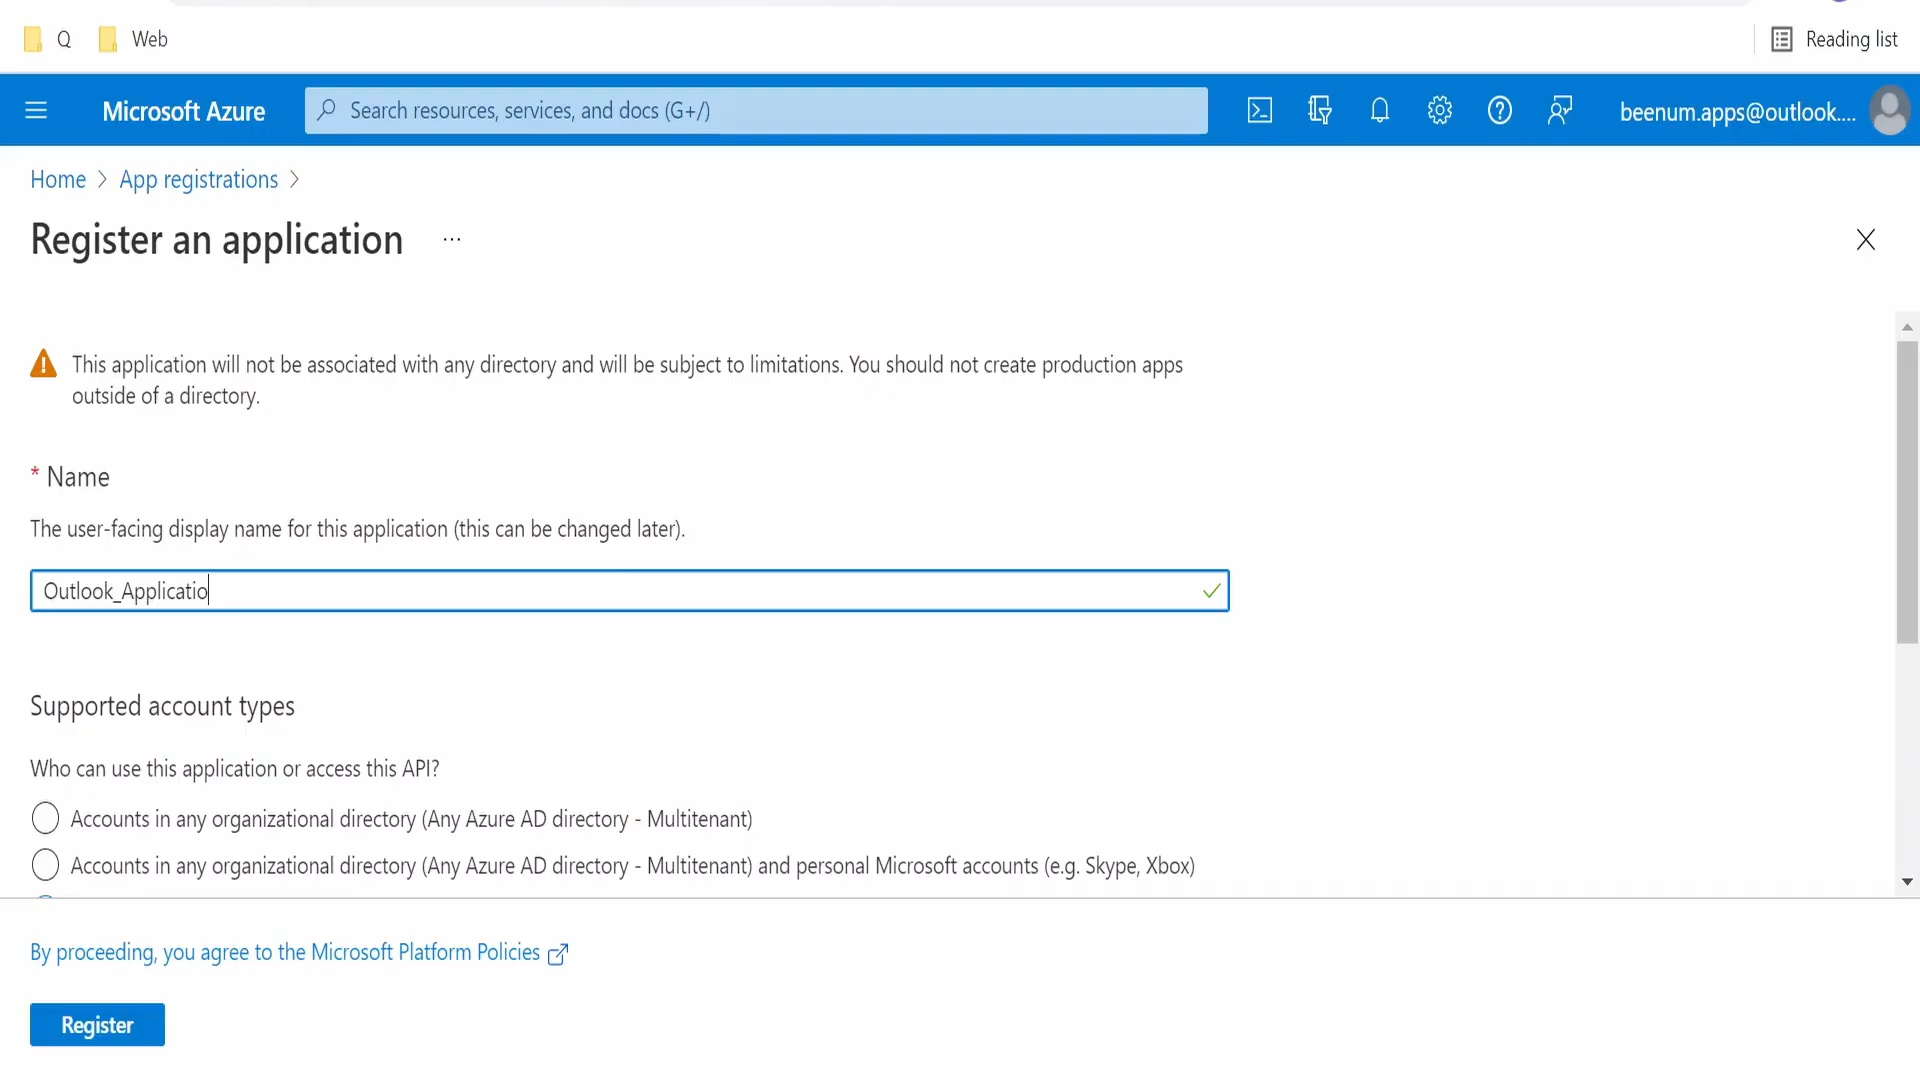 Q Web Reading list
Microsoft Azure Search resources, services, and docs (G+/) beenum.apps@outlook....
Home > App registrations >
Register an application ...
This application will not be associated with any directory and will be subject to limitations. You should not create production apps
outside of a directory.
* Name
The user-facing display name for this application (this can be changed later).
Outlook_Applicatio
Supported account types
Who can use this application or access this API?
Accounts in any organizational directory (Any Azure AD directory - Multitenant)
Accounts in any organizational directory (Any Azure AD directory - Multitenant) and personal Microsoft accounts (e.g. Skype, Xbox)
By proceeding, you agree to the Microsoft Platform Policies
Register